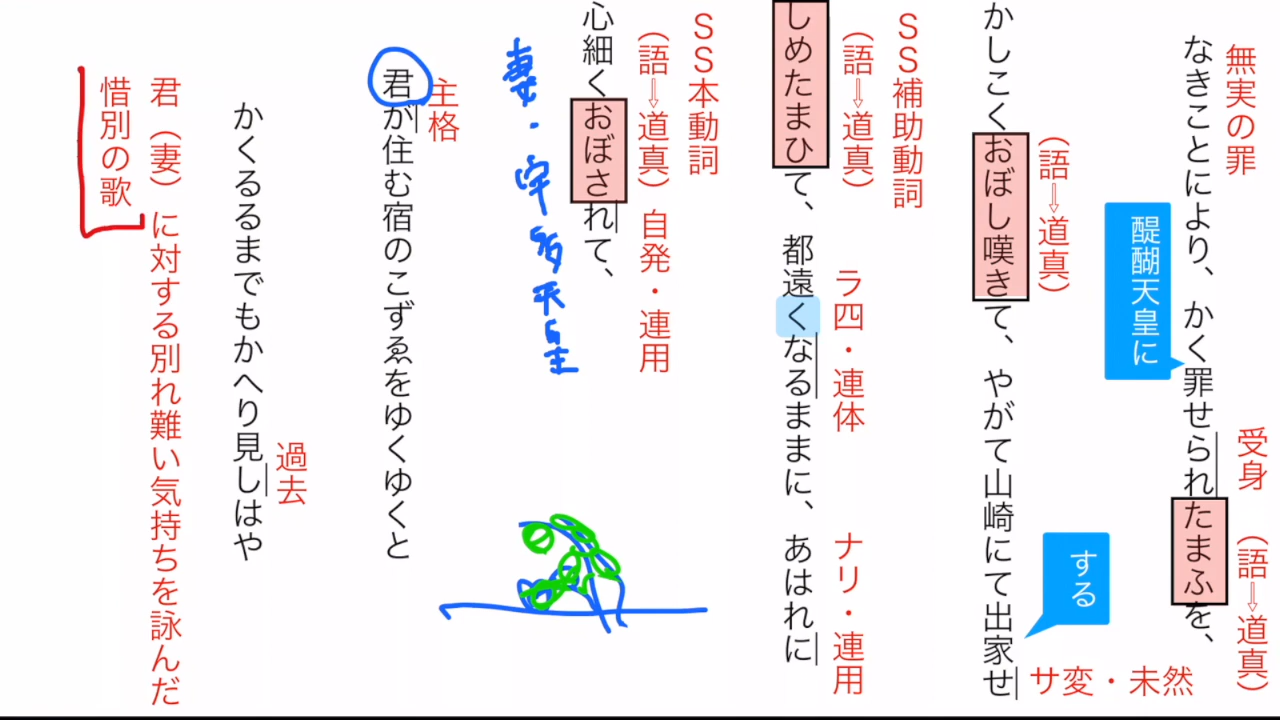 無実の罪
受身
(語⇨道真)
なきことにより、かく罪せられたまふを、
醍醐天皇に
(語⇨道真)
する
サ変・未然
かしこくおぼし嘆きて、やがて山崎にて出家せ
SS補助動詞
(語⇨道真)
ラ四・連体
ナリ・連用
しめたまひて、都遠くなるままに、あはれに
SS本動詞
(語⇨道真)
自発・連用
心細くおぼされて、
妻・宇多天皇
主格
君が住む宿のこずゑをゆくゆくと
過去
かくるるまでもかへり見しはや
君(妻)に対する別れ難い気持ちを詠んだ
惜別の歌